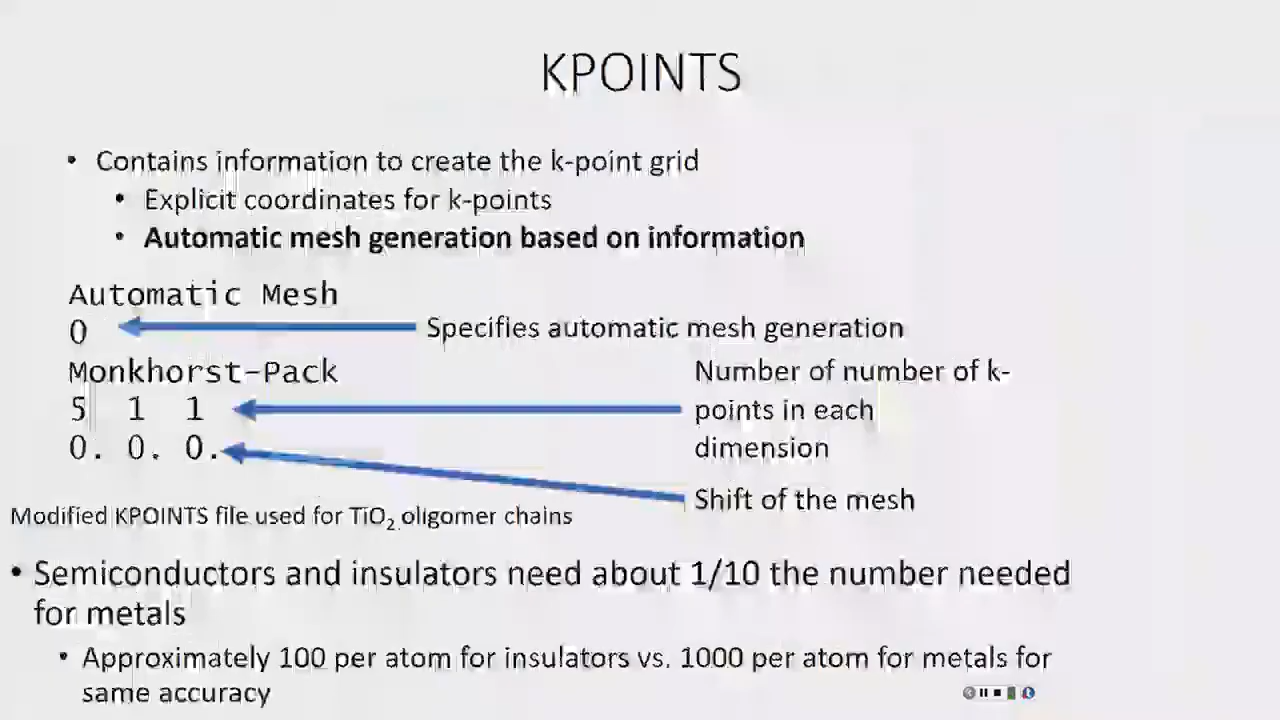 KPOINTS
• Contains information to create the k-point grid
• Explicit coordinates for k-points
• Automatic mesh generation based on information
Automatic Mesh
0
Specifies automatic mesh generation
Monkhorst-Pack
5 1 1
0. 0. 0.
Number of number of k-
points in each
dimension
Shift of the mesh
Modified KPOINTS file used for TiO₂ oligomer chains
• Semiconductors and insulators need about 1/10 the number needed
for metals
• Approximately 100 per atom for insulators vs. 1000 per atom for metals for
same accuracy